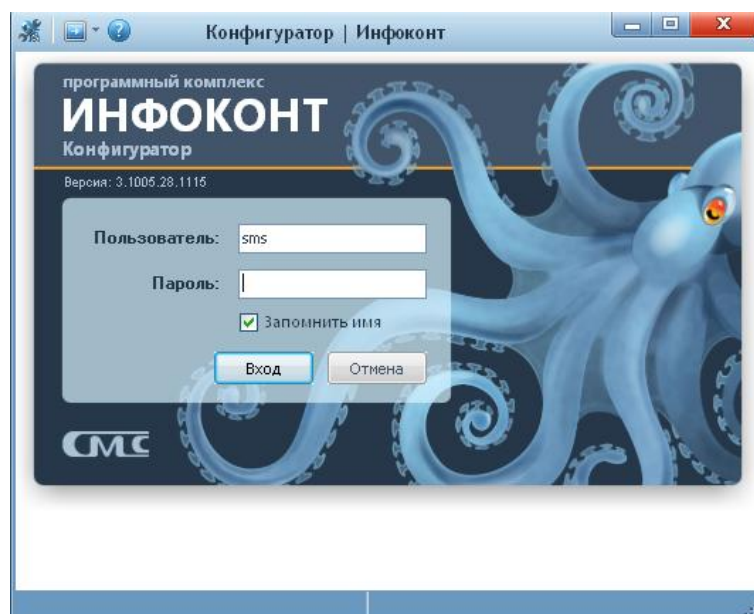 Конфигуратор | Инфоконт
программный комплекс
ИНФОКОНТ
Конфигуратор
Версия: 3.1005.28.1115
Пользователь: sms
Пароль:
Запомнить имя
Вход Отмена
СМС